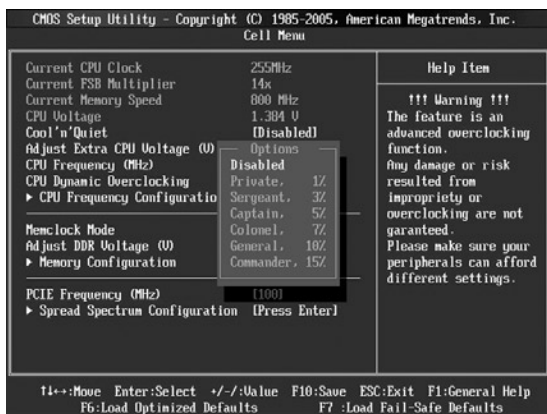 CMOS Setup Utility - Copyright (C) 1985-2005, American Megatrends, Inc.
Cell Menu
Current CPU Clock 255MHz
Current FSB Multiplier 14x
Current Memory Speed 800 MHz
CPU Voltage 1.384 V
Cool'n'Quiet [Disabled]
Adjust Extra CPU Voltage (V)
CPU Frequency (MHz)
CPU Dynamic Overclocking
▶ CPU Frequency Configuratio
Memclock Mode
Adjust DDR Voltage (V)
▶ Memory Configuration
PCIE Frequency (MHz) [100]
▶ Spread Spectrum Configuration [Press Enter]
Options
Disabled
Private, 1%
Sergeant, 3%
Captain, 5%
Colonel, 7%
General, 10%
Commander, 15%
Help Item
!!! Warning !!!
The feature is an
advanced overclocking
function.
Any damage or risk
resulted from
impropriety or
overclocking are not
garanteed.
Please make sure your
peripherals can afford
different settings.
↑↓↔:Move Enter:Select +/-/:Value F10:Save ESC:Exit F1:General Help
F6:Load Optimized Defaults F7 :Load Fail-Safe Defaults